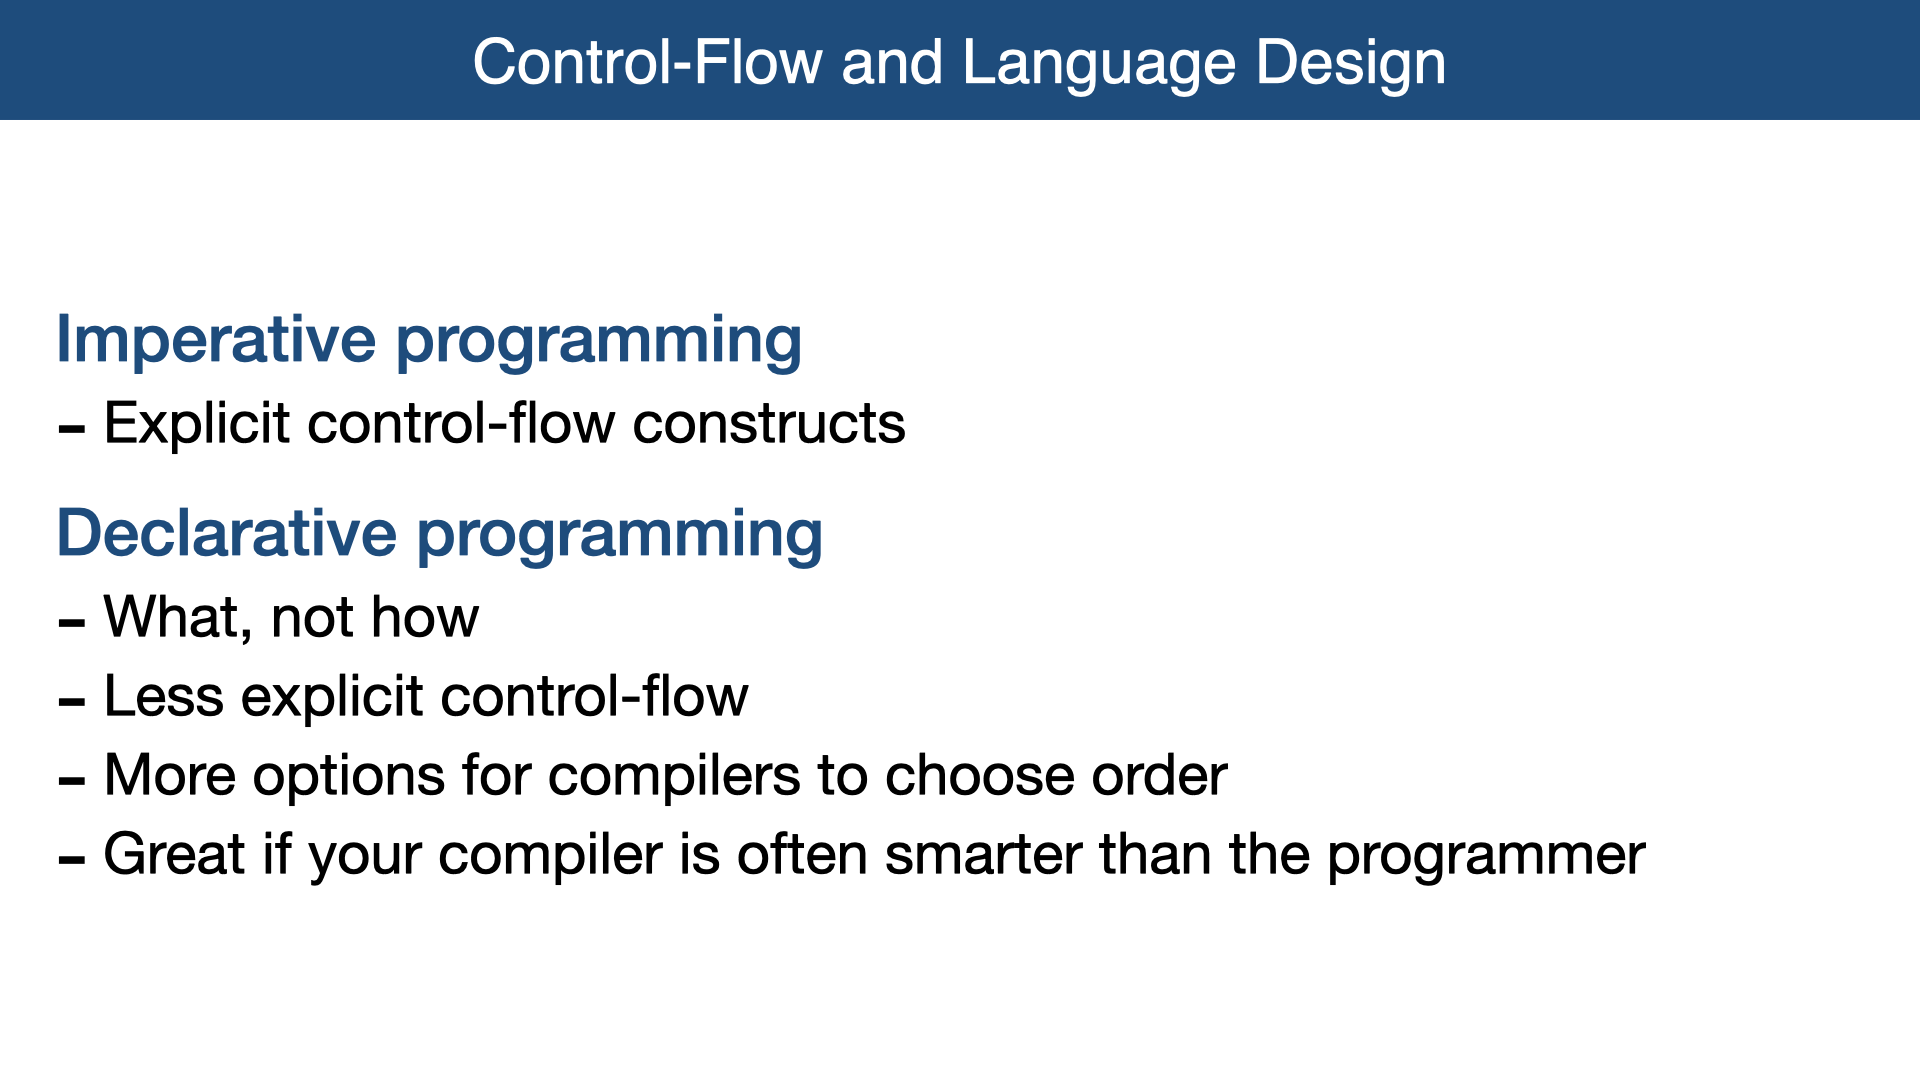 Control-Flow and Language Design
Imperative programming
- Explicit control-flow constructs
Declarative programming
- What, not how
- Less explicit control-flow
- More options for compilers to choose order
- Great if your compiler is often smarter than the programmer